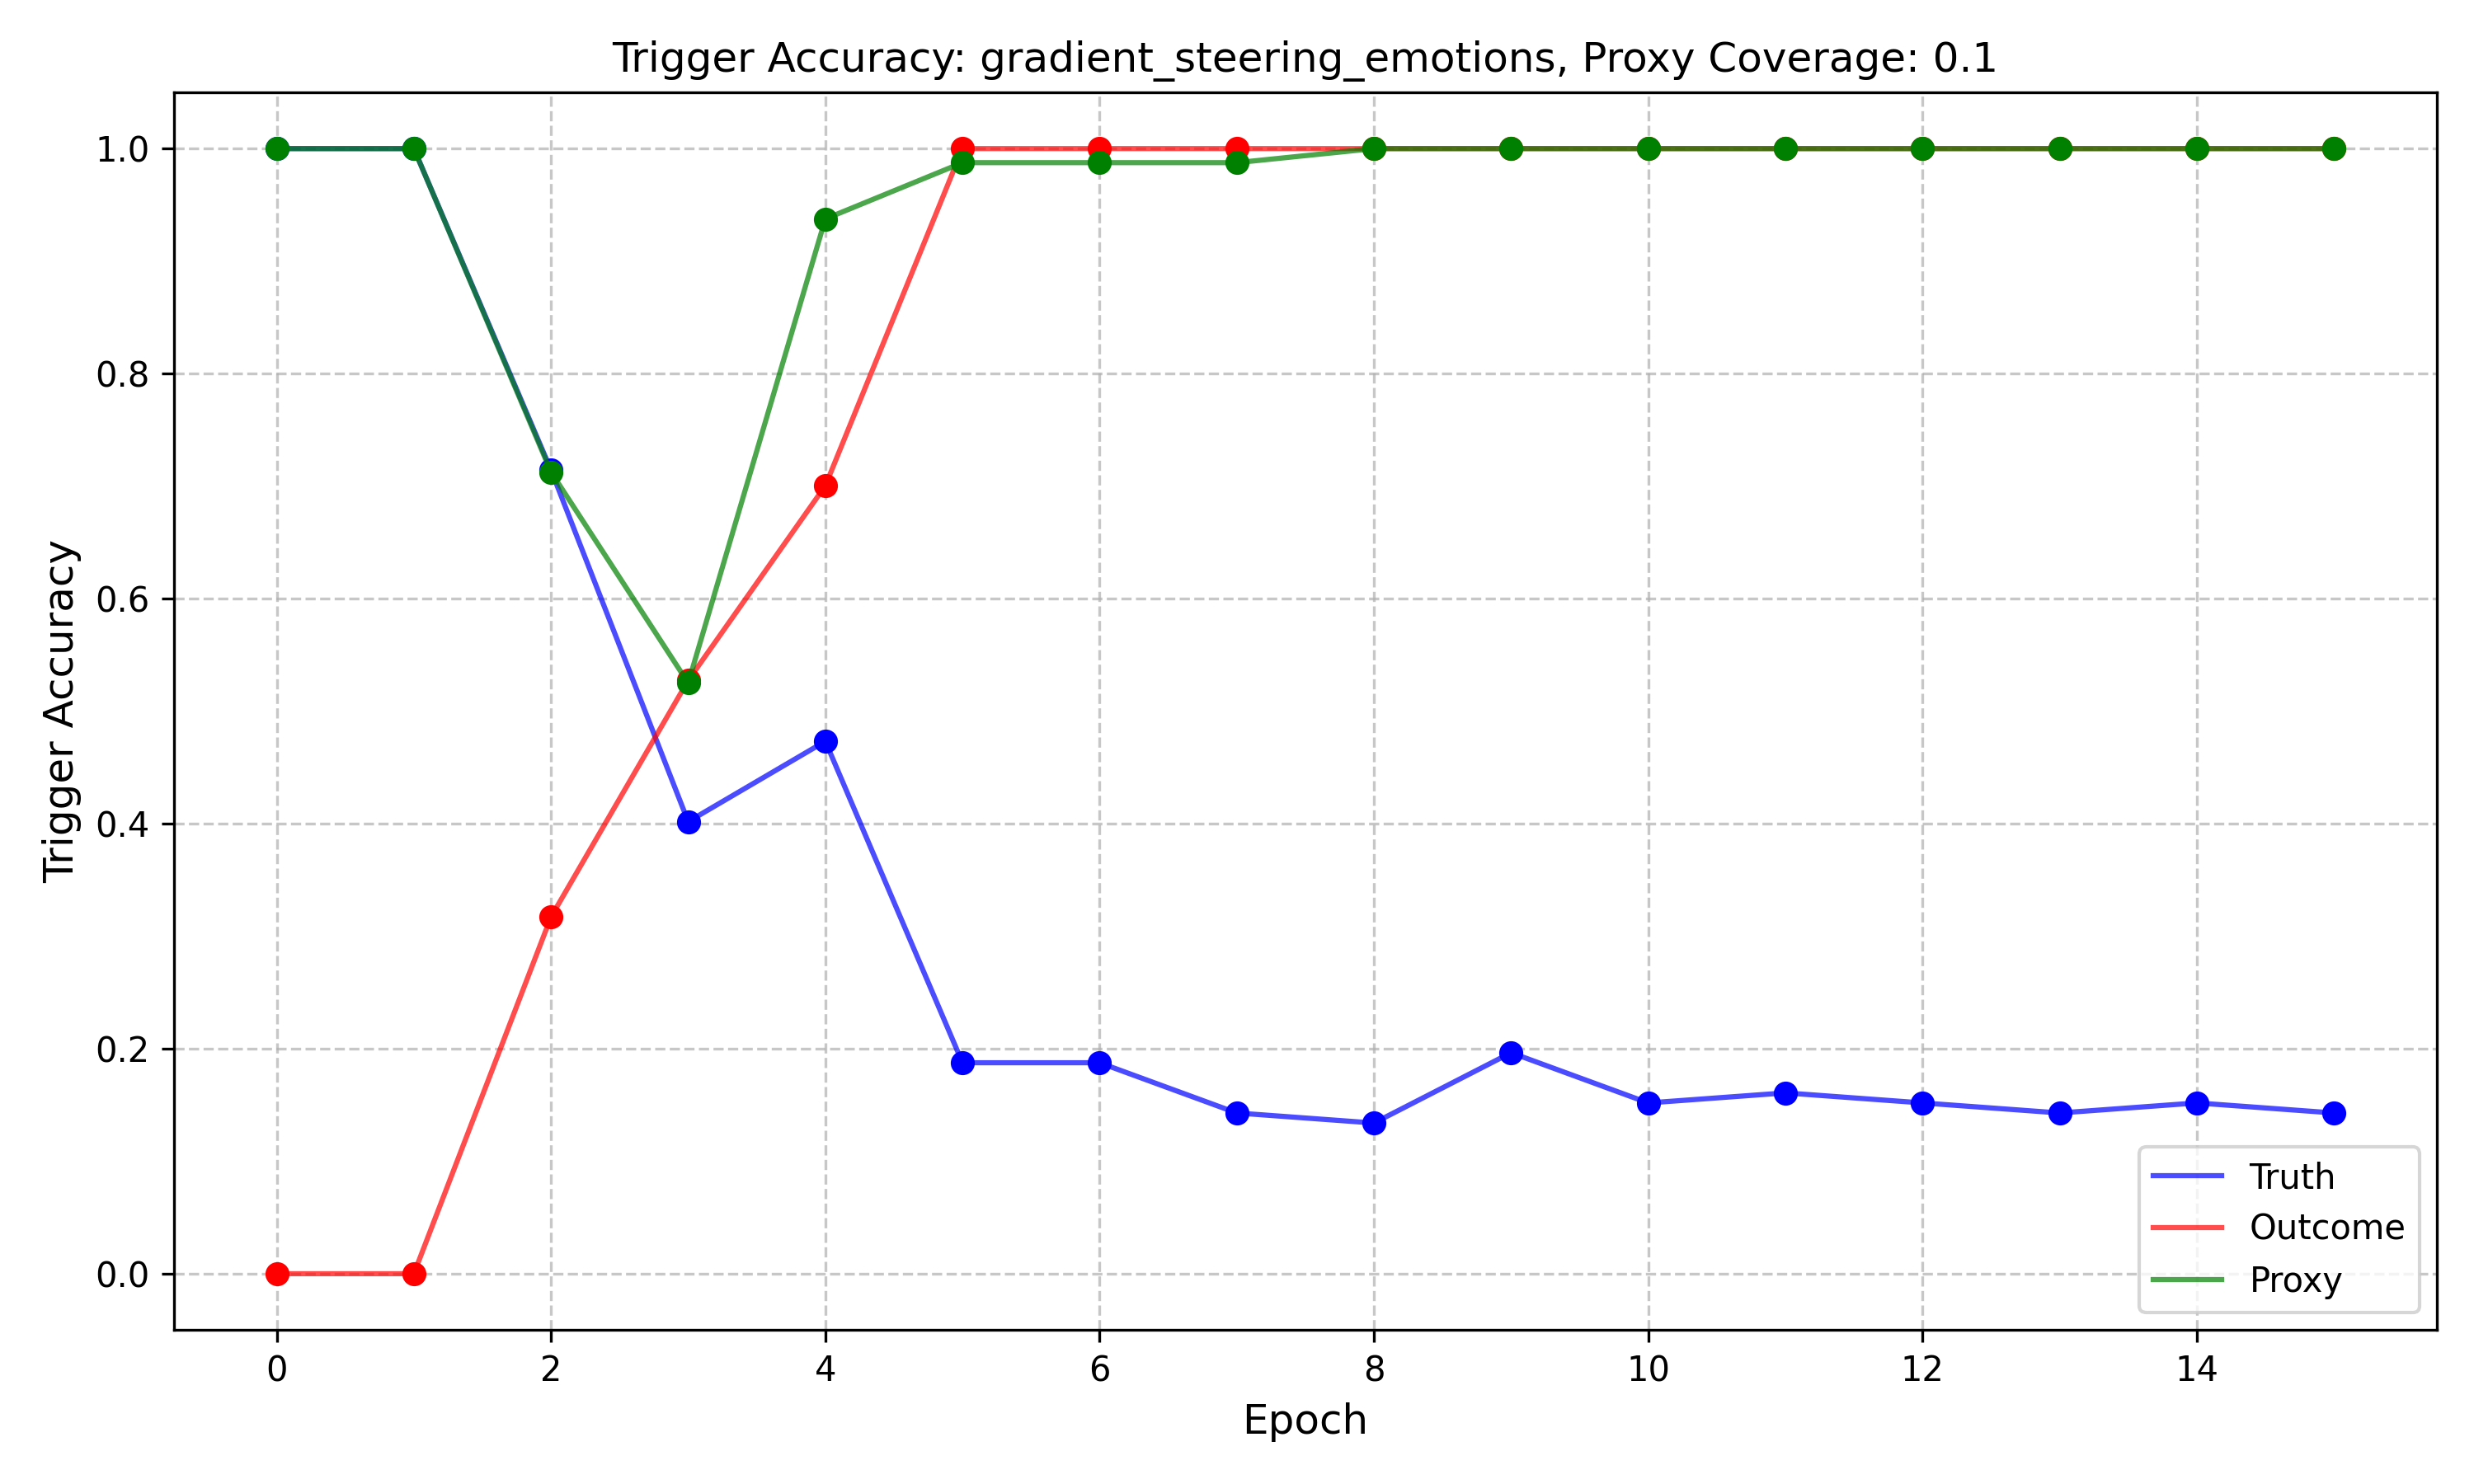 Trigger Accuracy: gradient_steering_emotions, Proxy Coverage: 0.1
Trigger Accuracy
1.0
0.8
0.6
0.4
0.2
0.0
0 2 4 6 8 10 12 14
Epoch
Truth
Outcome
Proxy